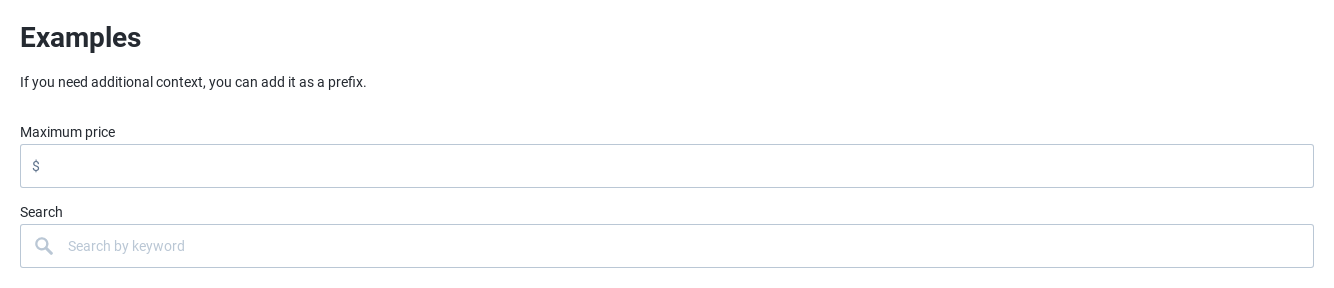 Examples
If you need additional context, you can add it as a prefix.
Maximum price
$
Search
Search by keyword